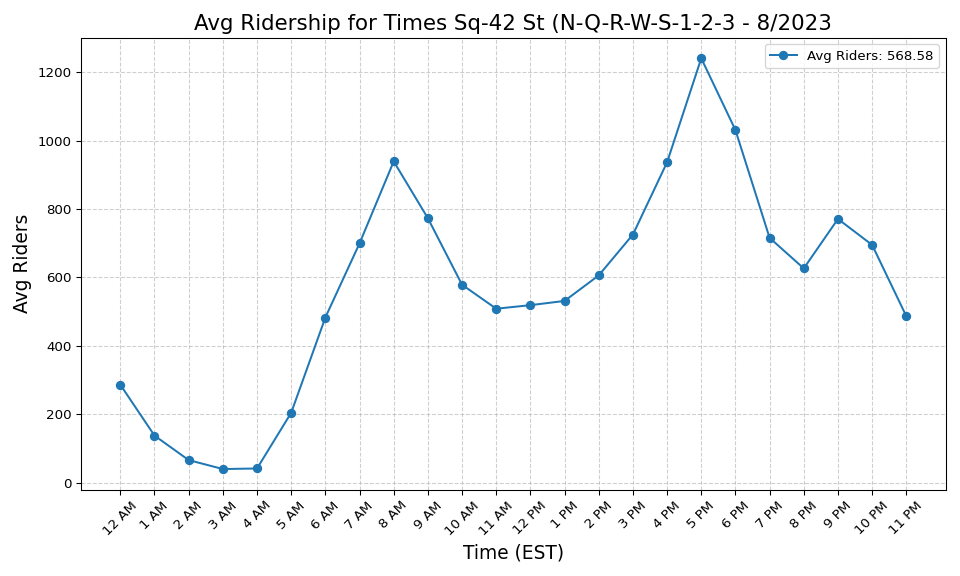 Avg Ridership for Times Sq-42 St (N-Q-R-W-S-1-2-3 - 8/2023
Avg Riders: 568.58
1200
1000
800
600
400
200
0
Avg Riders
12 AM
1 AM
2 AM
3 AM
4 AM
5 AM
6 AM
7 AM
8 AM
9 AM
10 AM
11 AM
12 PM
1 PM
2 PM
3 PM
4 PM
5 PM
6 PM
7 PM
8 PM
9 PM
10 PM
11 PM
Time (EST)